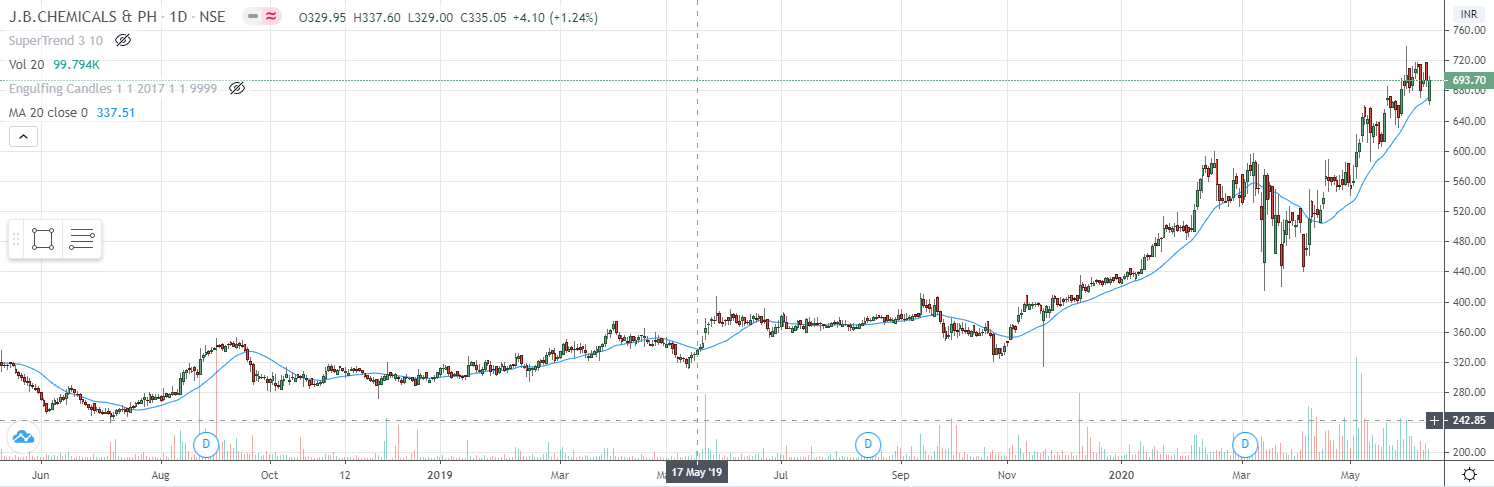 J.B.CHEMICALS & PH · 1D · NSE O329.95 H337.60 L329.00 C335.05 +4.10 (+1.24%)
INR
SuperTrend 3 10
Vol 20 99.794K
Engulfing Candles 1 1 2017 1 1 9999
MA 20 close 0 337.51
760.00
720.00
693.70
680.00
640.00
600.00
560.00
520.00
480.00
440.00
400.00
360.00
320.00
280.00
242.85
200.00
D D D
Jun Aug Oct 12 2019 Mar 17 May '19 Jul Sep Nov 2020 Mar May